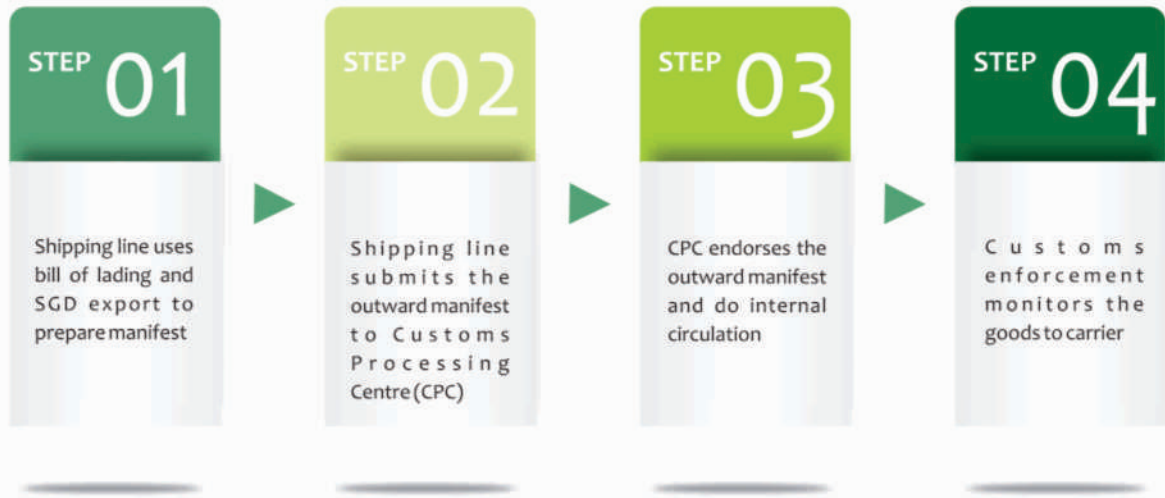 STEP 01
Shipping line uses
bill of lading and
SGD export to
prepare manifest
STEP 02
Shipping line
submits the
outward manifest
to Customs
Processing
Centre (CPC)
STEP 03
CPC endorses the
outward manifest
and do internal
circulation
STEP 04
Customs
enforcement
monitors the
goods to carrier